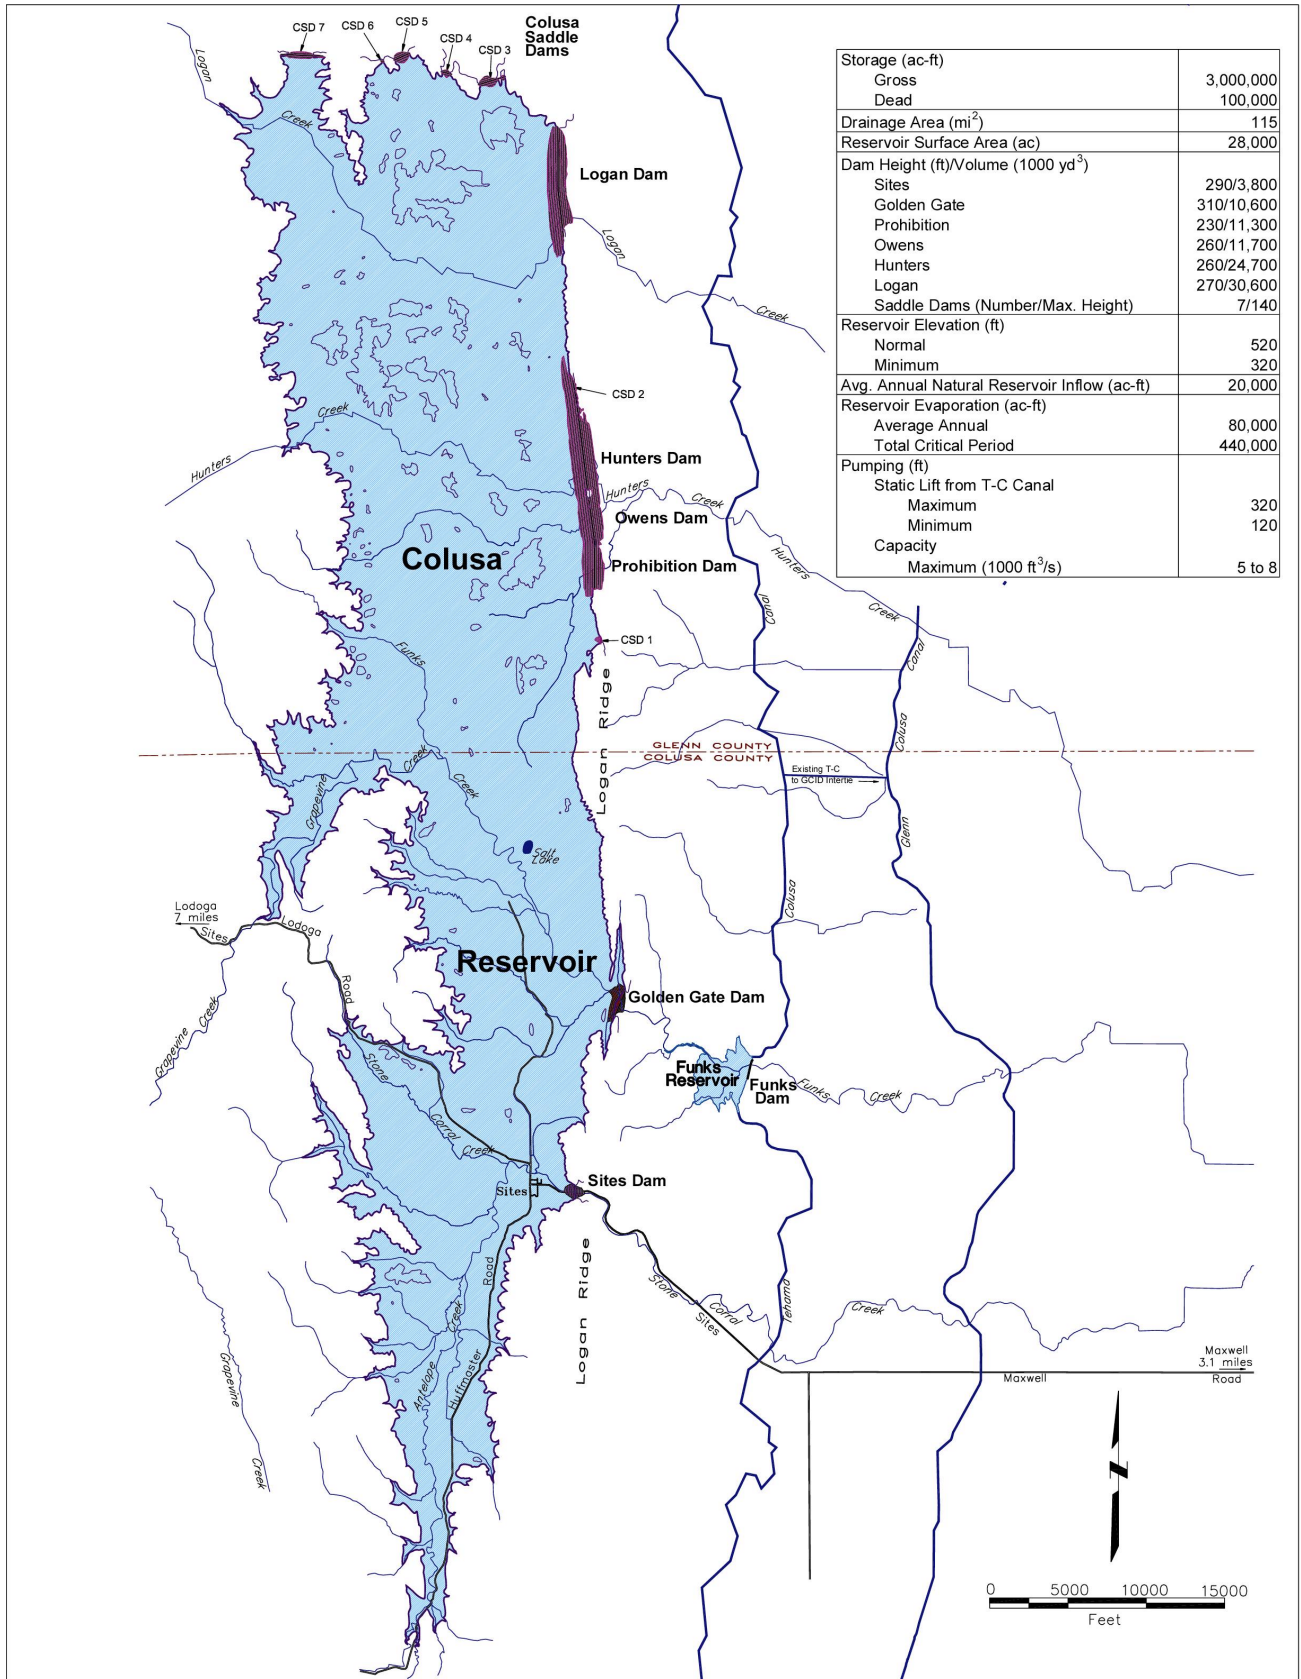 CSD 7
CSD 6
CSD 5
CSD 4
CSD 3
Colusa
Saddle
Dams
Logan
Creek
Logan Dam
Logan
Creek
Storage (ac-ft)
Gross 3,000,000
Dead 100,000
Drainage Area (mi2) 115
Reservoir Surface Area (ac) 28,000
Dam Height (ft)/Volume (1000 yd3)
Sites 290/3,800
Golden Gate 310/10,600
Prohibition 230/11,300
Owens 260/11,700
Hunters 260/24,700
Logan 270/30,600
Saddle Dams (Number/Max. Height) 7/140
Reservoir Elevation (ft)
Normal 520
Minimum 320
Avg. Annual Natural Reservoir Inflow (ac-ft) 20,000
Reservoir Evaporation (ac-ft)
Average Annual 80,000
Total Critical Period 440,000
Pumping (ft)
Static Lift from T-C Canal
Maximum 320
Minimum 120
Capacity
Maximum (1000 ft3/s) 5 to 8
CSD 2
Hunters
Creek
Hunters Dam
Hunters
Creek
Owens Dam
Colusa
Prohibition Dam
Hunters
Creek
Canal
CSD 1
Funks
Creek
Canal
Colusa
Glenn
Logan Ridge
GLENN COUNTY
COLUSA COUNTY
Existing T-C
to GCID Intertie
Grapevine
Creek
Salt
Lake
Colusa
Lodoga
7 miles
Sites
Lodoga
Road
Reservoir
Golden Gate Dam
Grapevine
Creek
Stone
Corral
Creek
Funks
Reservoir
Funks
Dam
Funks
Creek
Sites
Sites Dam
Logan Ridge
Road
Huffmaster
Antelope
Creek
Stone
Corral
Creek
Sites
Tehama
Maxwell
3.1 miles
Maxwell
Road
Grapevine
Creek
N
0 5000 10000 15000
Feet